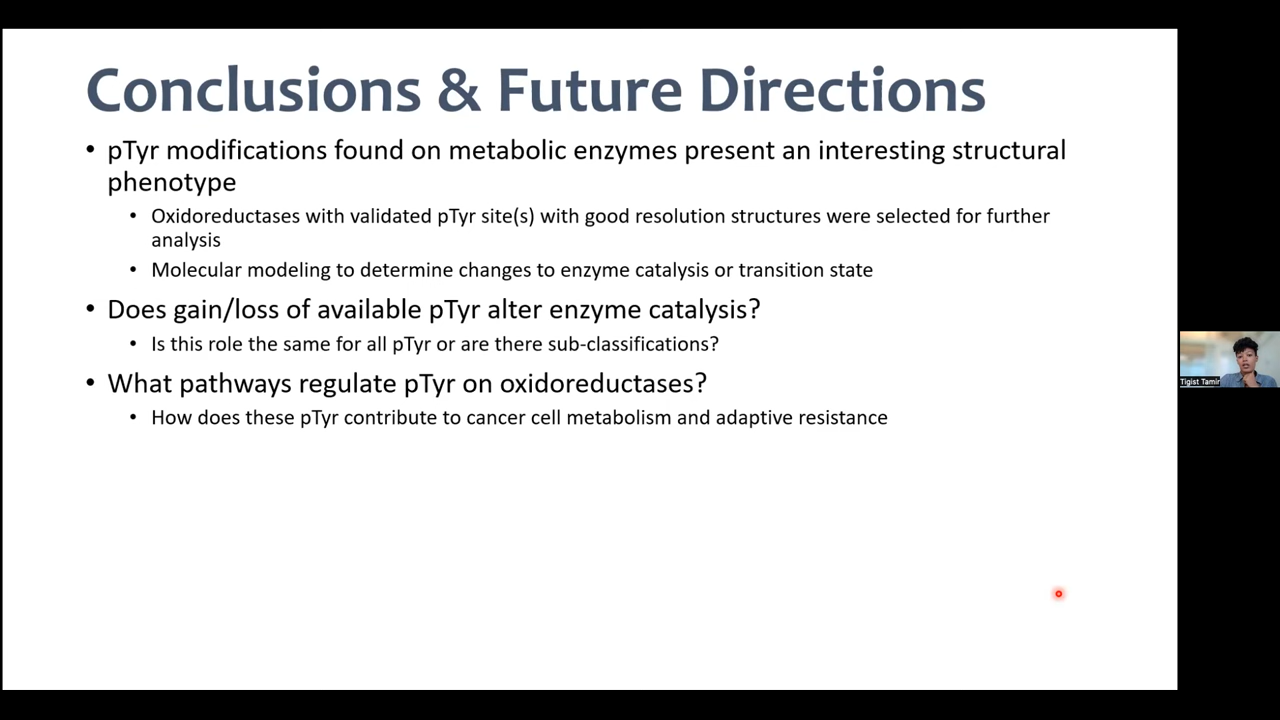 Conclusions & Future Directions
• pTyr modifications found on metabolic enzymes present an interesting structural
phenotype
• Oxidoreductases with validated pTyr site(s) with good resolution structures were selected for further
analysis
• Molecular modeling to determine changes to enzyme catalysis or transition state
• Does gain/loss of available pTyr alter enzyme catalysis?
• Is this role the same for all pTyr or are there sub-classifications?
• What pathways regulate pTyr on oxidoreductases?
• How does these pTyr contribute to cancer cell metabolism and adaptive resistance
Tigist Tamir